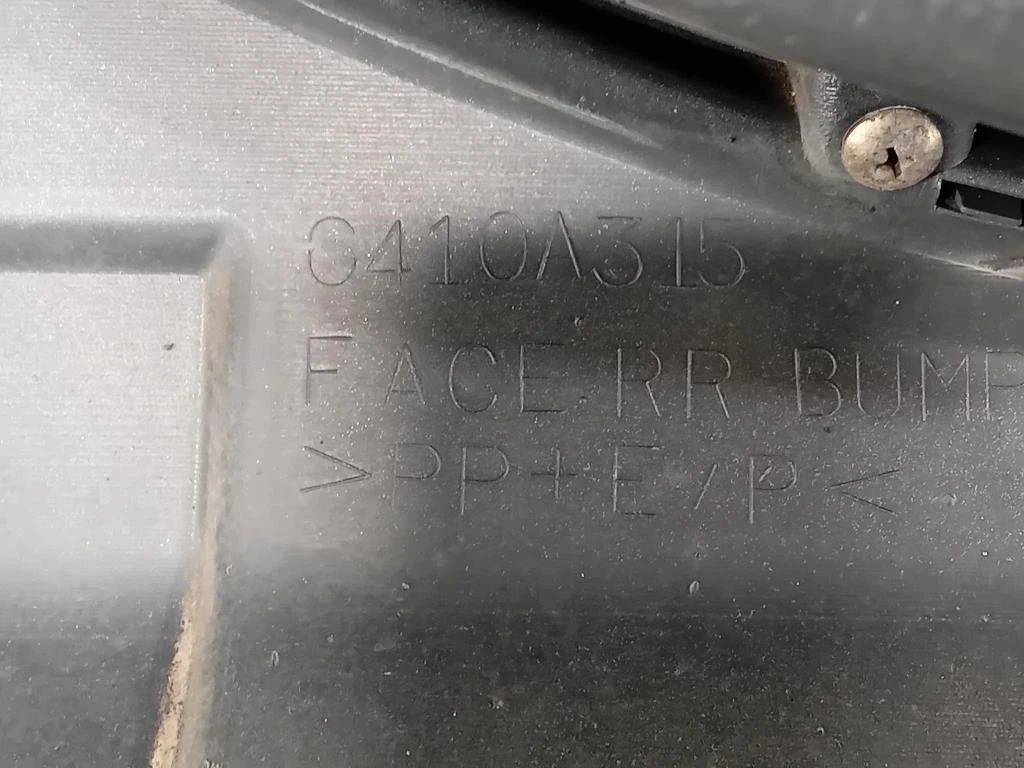 6410A315
FACE.RR BUMP
>PP+E/P<